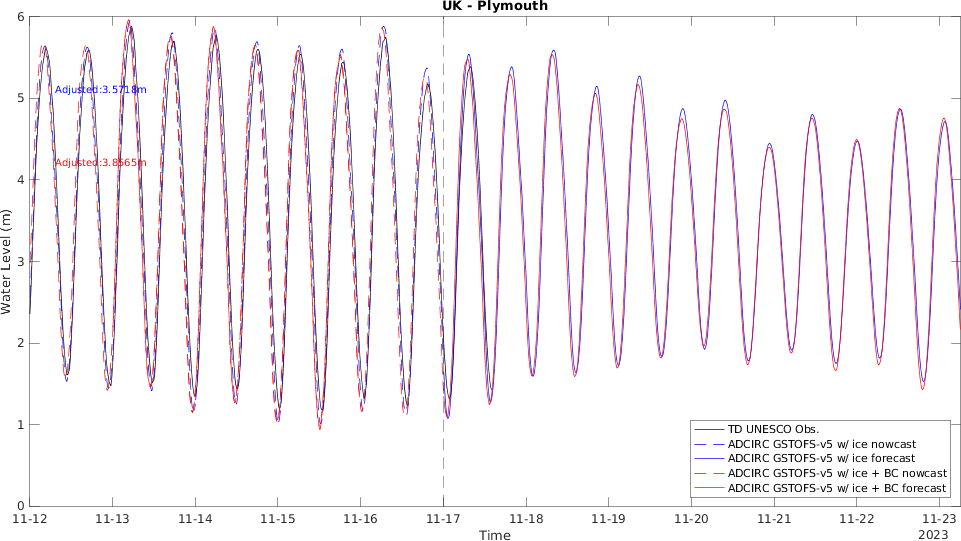 UK - Plymouth
6
5
4
3
2
1
0
Water Level (m)
Adjusted:3.5718m
Adjusted:3.8565m
TD UNESCO Obs.
ADCIRC GSTOFS-v5 w/ ice nowcast
ADCIRC GSTOFS-v5 w/ ice forecast
ADCIRC GSTOFS-v5 w/ ice + BC nowcast
ADCIRC GSTOFS-v5 w/ ice + BC forecast
11-12 11-13 11-14 11-15 11-16 11-17 11-18 11-19 11-20 11-21 11-22 11-23
Time
2023